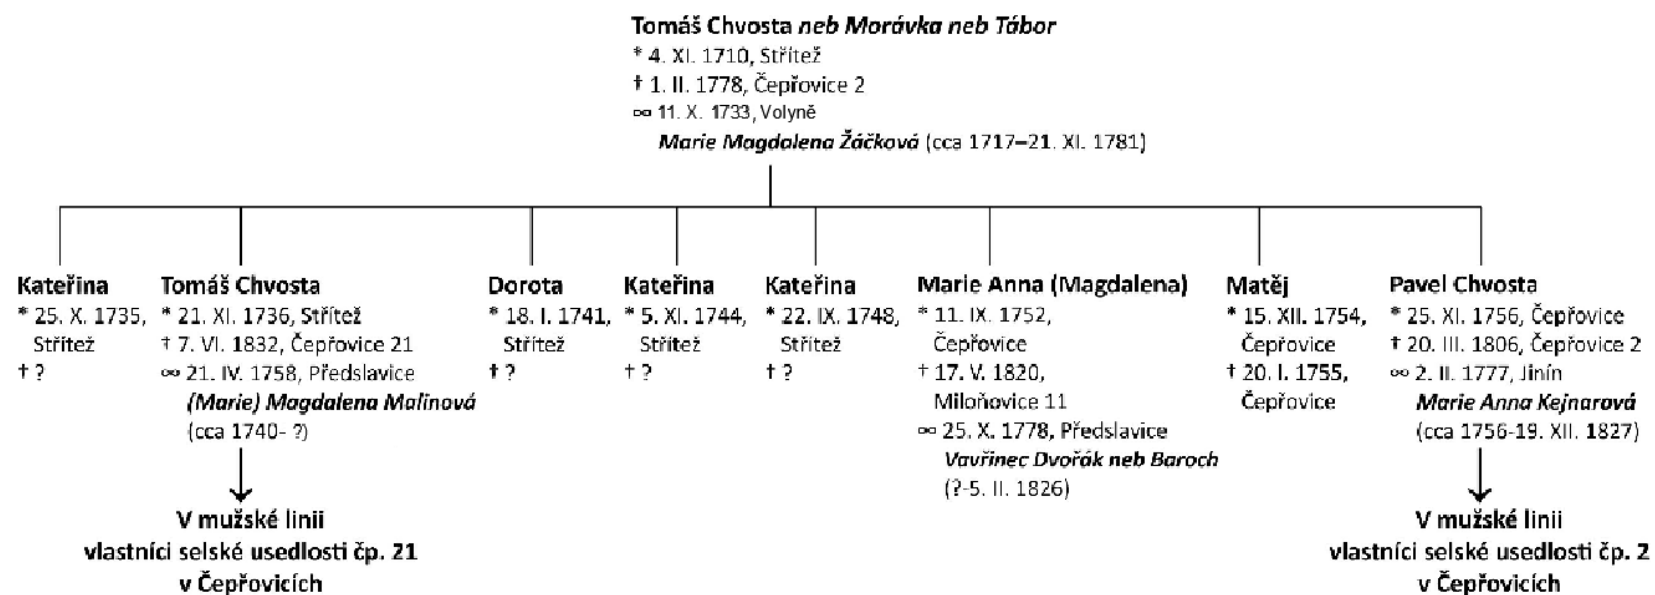 Tomáš Chvosta neb Morávka neb Tábor
* 4. XI. 1710, Střítež
† 1. II. 1778, Čepřovice 2
∞ 11. X. 1733, Volyně
Marie Magdalena Žáčková (cca 1717–21. XI. 1781)
Kateřina
* 25. X. 1735,
Střítež
† ?
Tomáš Chvosta
* 21. XI. 1736, Střítež
† 7. VI. 1832, Čepřovice 21
∞ 21. IV. 1758, Předslavice
(Marie) Magdalena Malinová
(cca 1740- ?)
V mužské linii
vlastníci selské usedlosti čp. 21
v Čepřovicích
Dorota
* 18. I. 1741,
Střítež
† ?
Kateřina
* 5. XI. 1744,
Střítež
† ?
Kateřina
* 22. IX. 1748,
Střítež
† ?
Marie Anna (Magdalena)
* 11. IX. 1752,
Čepřovice
† 17. V. 1820,
Miloňovice 11
∞ 25. X. 1778, Předslavice
Vavřinec Dvořák neb Baroch
(?-5. II. 1826)
Matěj
* 15. XII. 1754,
Čepřovice
† 20. I. 1755,
Čepřovice
Pavel Chvosta
* 25. XI. 1756, Čepřovice
† 20. III. 1806, Čepřovice 2
∞ 2. II. 1777, Jinín
Marie Anna Kejnarová
(cca 1756-19. XII. 1827)
V mužské linii
vlastníci selské usedlosti čp. 2
v Čepřovicích